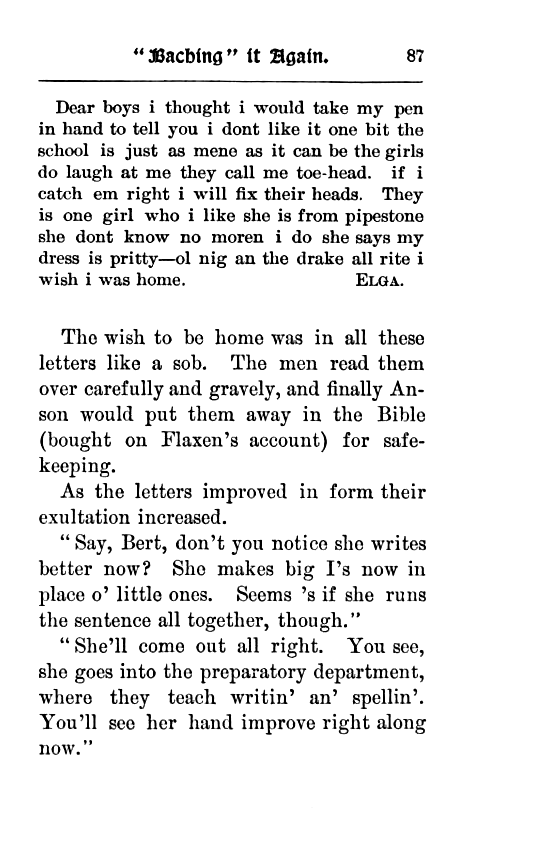 "Baching" it Again. 87
Dear boys i thought i would take my pen
in hand to tell you i dont like it one bit the
school is just as mene as it can be the girls
do laugh at me they call me toe-head. if i
catch em right i will fix their heads. They
is one girl who i like she is from pipestone
she dont know no moren i do she says my
dress is pritty—ol nig an the drake all rite i
wish i was home. ELGA.
The wish to be home was in all these
letters like a sob. The men read them
over carefully and gravely, and finally An-
son would put them away in the Bible
(bought on Flaxen's account) for safe-
keeping.
As the letters improved in form their
exultation increased.
"Say, Bert, don't you notice she writes
better now? She makes big I's now in
place o' little ones. Seems 's if she runs
the sentence all together, though."
"She'll come out all right. You see,
she goes into the preparatory department,
where they teach writin' an' spellin'.
You'll see her hand improve right along
now."